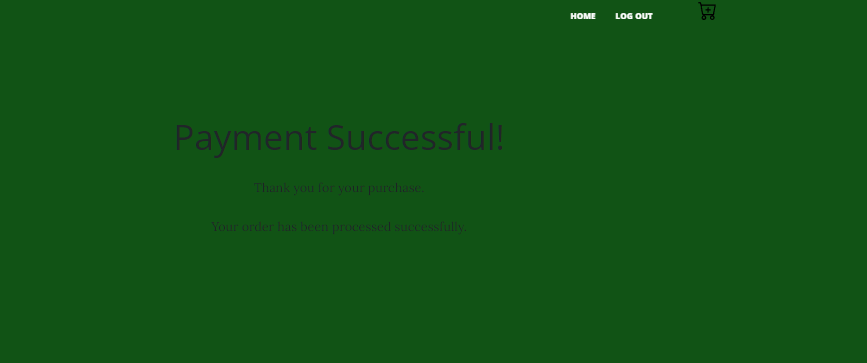 HOME LOG OUT
Payment Successful!
Thank you for your purchase.
Your order has been processed successfully.